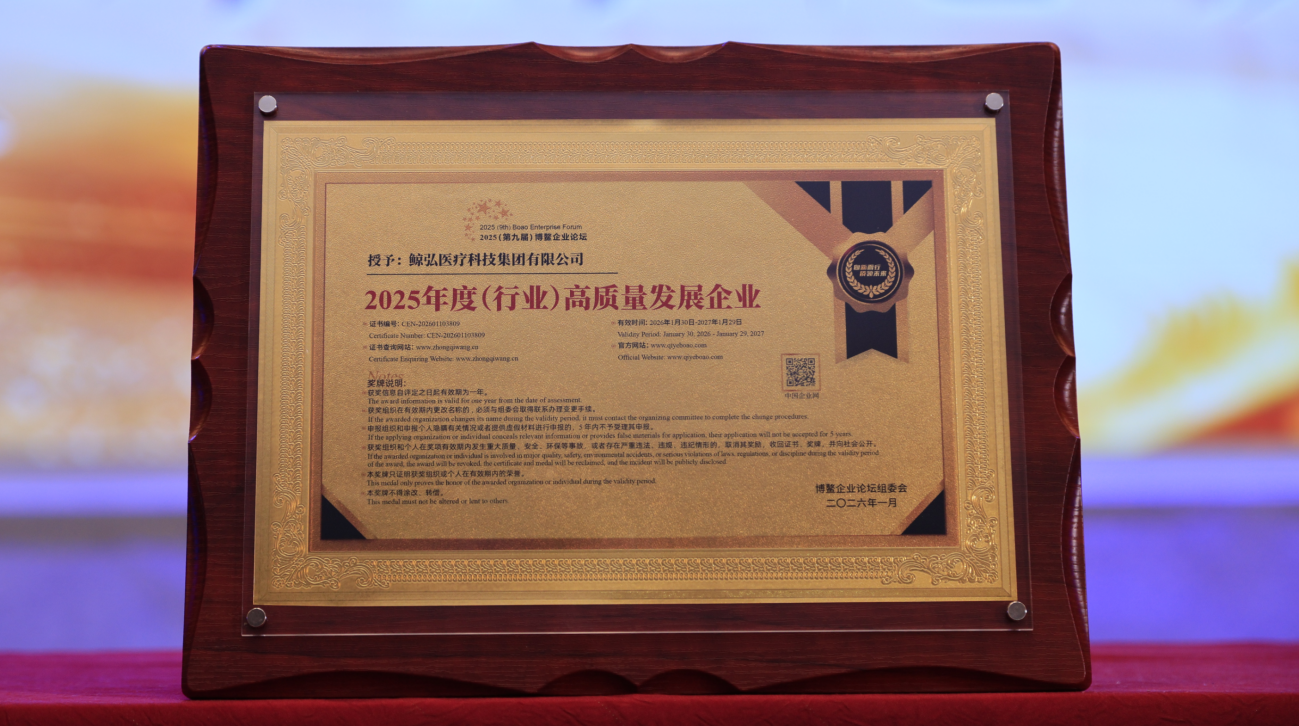 2025 (9th) Boao Enterprise Forum
2025(第九届)博鳌企业论坛
授予：鲸弘医疗科技集团有限公司
2025年度(行业)高质量发展企业
证书编号: CEN-202601103809
Certificate Number: CEN-202601103809
证书查询网站: www.zhongqiwang.cn
Certificate Enquiring Website: www.zhongqiwang.cn
有效时间: 2026年1月30日-2027年1月29日
Validity Period: January 30, 2026 - January 29, 2027
官方网站: www.qiyeboao.com
Official Website: www.qiyeboao.com
中国企业网
Notes
奖牌说明:
获奖信息自评定之日起有效期为一年。
The award information is valid for one year from the date of assessment.
获奖组织在有效期内更改名称的，必须与组委会取得联系办理变更手续。
If the awarded organization changes its name during the validity period, it must contact the organizing committee to complete the change procedures.
申报组织和申报个人隐瞒有关情况或者提供虚假材料进行申报的，5年内不予受理其申报。
If the applying organization or individual conceals relevant information or provides false materials for application, their application will not be accepted for 5 years.
获奖组织和个人在奖项有效期内发生重大质量、安全、环保等事故，或者存在严重违法、违规、违纪情形的，取消其奖励，收回证书、奖牌，并向社会公开。
If the awarded organization or individual is involved in major quality, safety, environmental accidents, or serious violations of laws, regulations, or discipline during the validity period
of the award, the award will be revoked, the certificate and medal will be reclaimed, and the incident will be publicly disclosed.
本奖牌只证明获奖组织或个人在有效期内的荣誉。
This medal only proves the honor of the awarded organization or individual during the validity period.
本奖牌不得涂改、转借。
This medal must not be altered or lent to others.
博鳌企业论坛组委会
二〇二六年一月